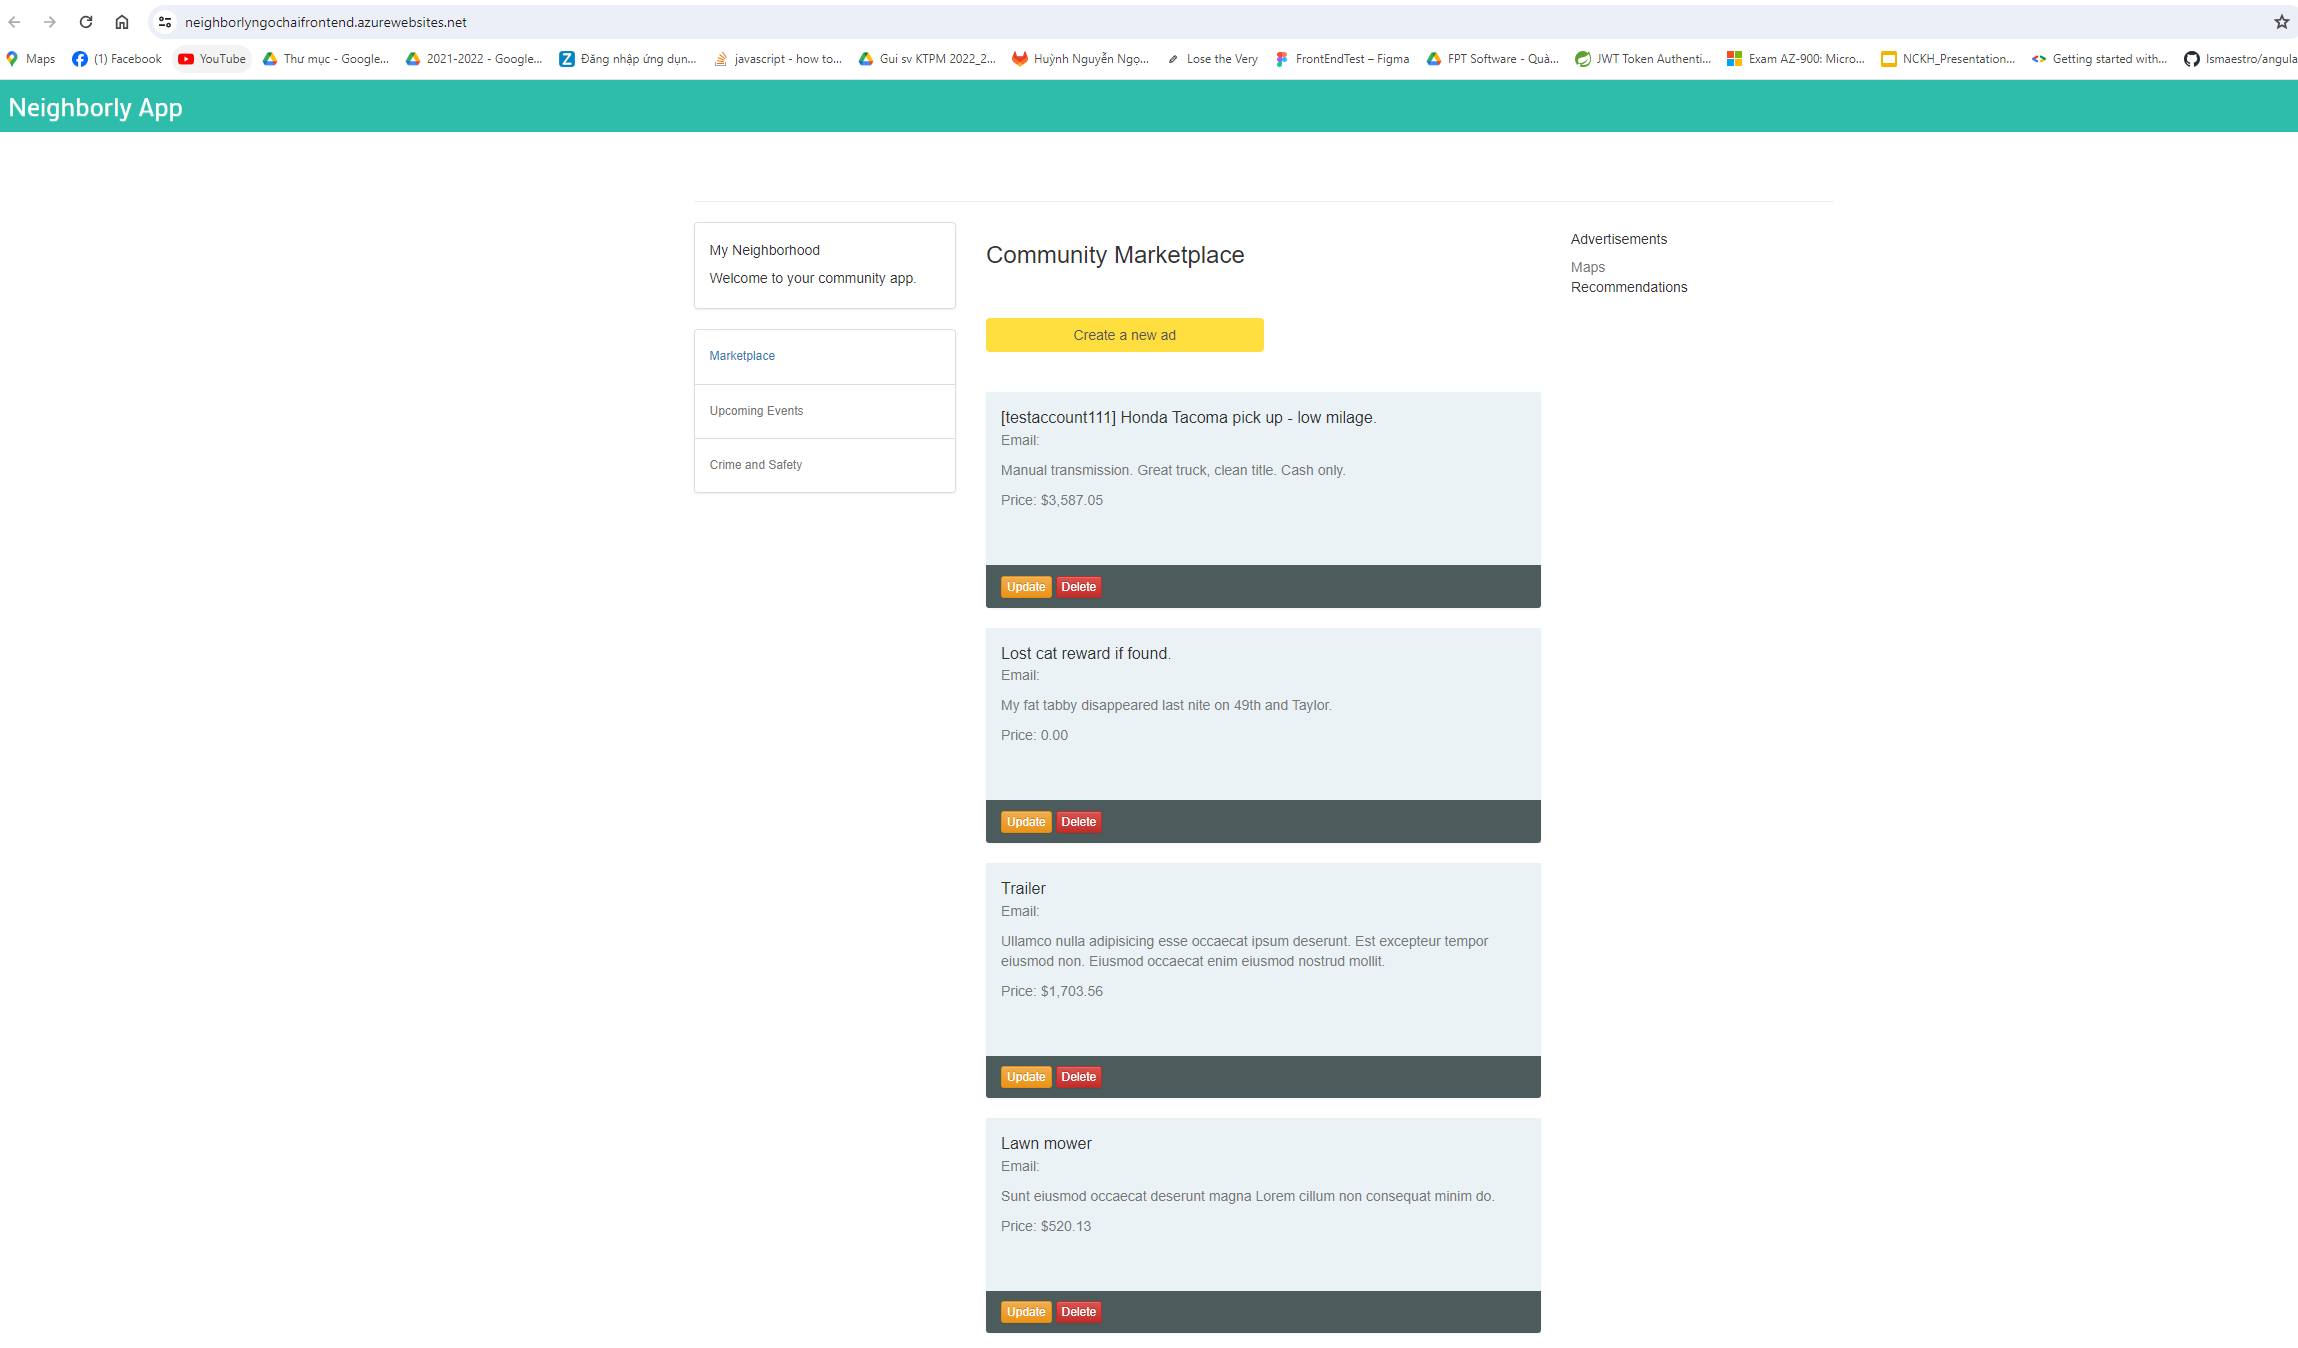 neighborlyngochaifrontend.azurewebsites.net
Maps (1) Facebook YouTube Thư mục - Google... 2021-2022 - Google... Đăng nhập ứng dụn... javascript - how to... Gui sv KTPM 2022_2... Huỳnh Nguyễn Ngọ... Lose the Very FrontEndTest – Figma FPT Software - Quà... JWT Token Authenti... Exam AZ-900: Micro... NCKH_Presentation... Getting started with... Ismaestro/angula
Neighborly App
My Neighborhood
Welcome to your community app.
Marketplace
Upcoming Events
Crime and Safety
Community Marketplace
Create a new ad
[testaccount111] Honda Tacoma pick up - low milage.
Email:
Manual transmission. Great truck, clean title. Cash only.
Price: $3,587.05
Update Delete
Lost cat reward if found.
Email:
My fat tabby disappeared last nite on 49th and Taylor.
Price: 0.00
Update Delete
Trailer
Email:
Ullamco nulla adipisicing esse occaecat ipsum deserunt. Est excepteur tempor
eiusmod non. Eiusmod occaecat enim eiusmod nostrud mollit.
Price: $1,703.56
Update Delete
Lawn mower
Email:
Sunt eiusmod occaecat deserunt magna Lorem cillum non consequat minim do.
Price: $520.13
Update Delete
Advertisements
Maps
Recommendations